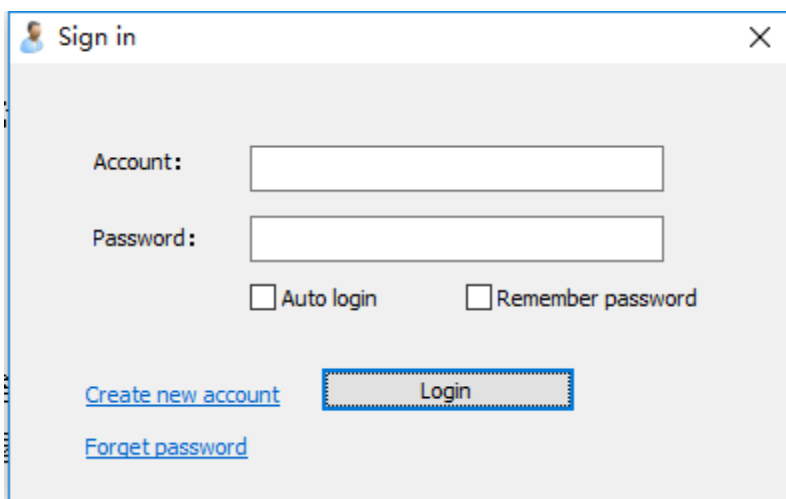 Sign in
Account:
Password:
Auto login Remember password
Create new account Login
Forget password